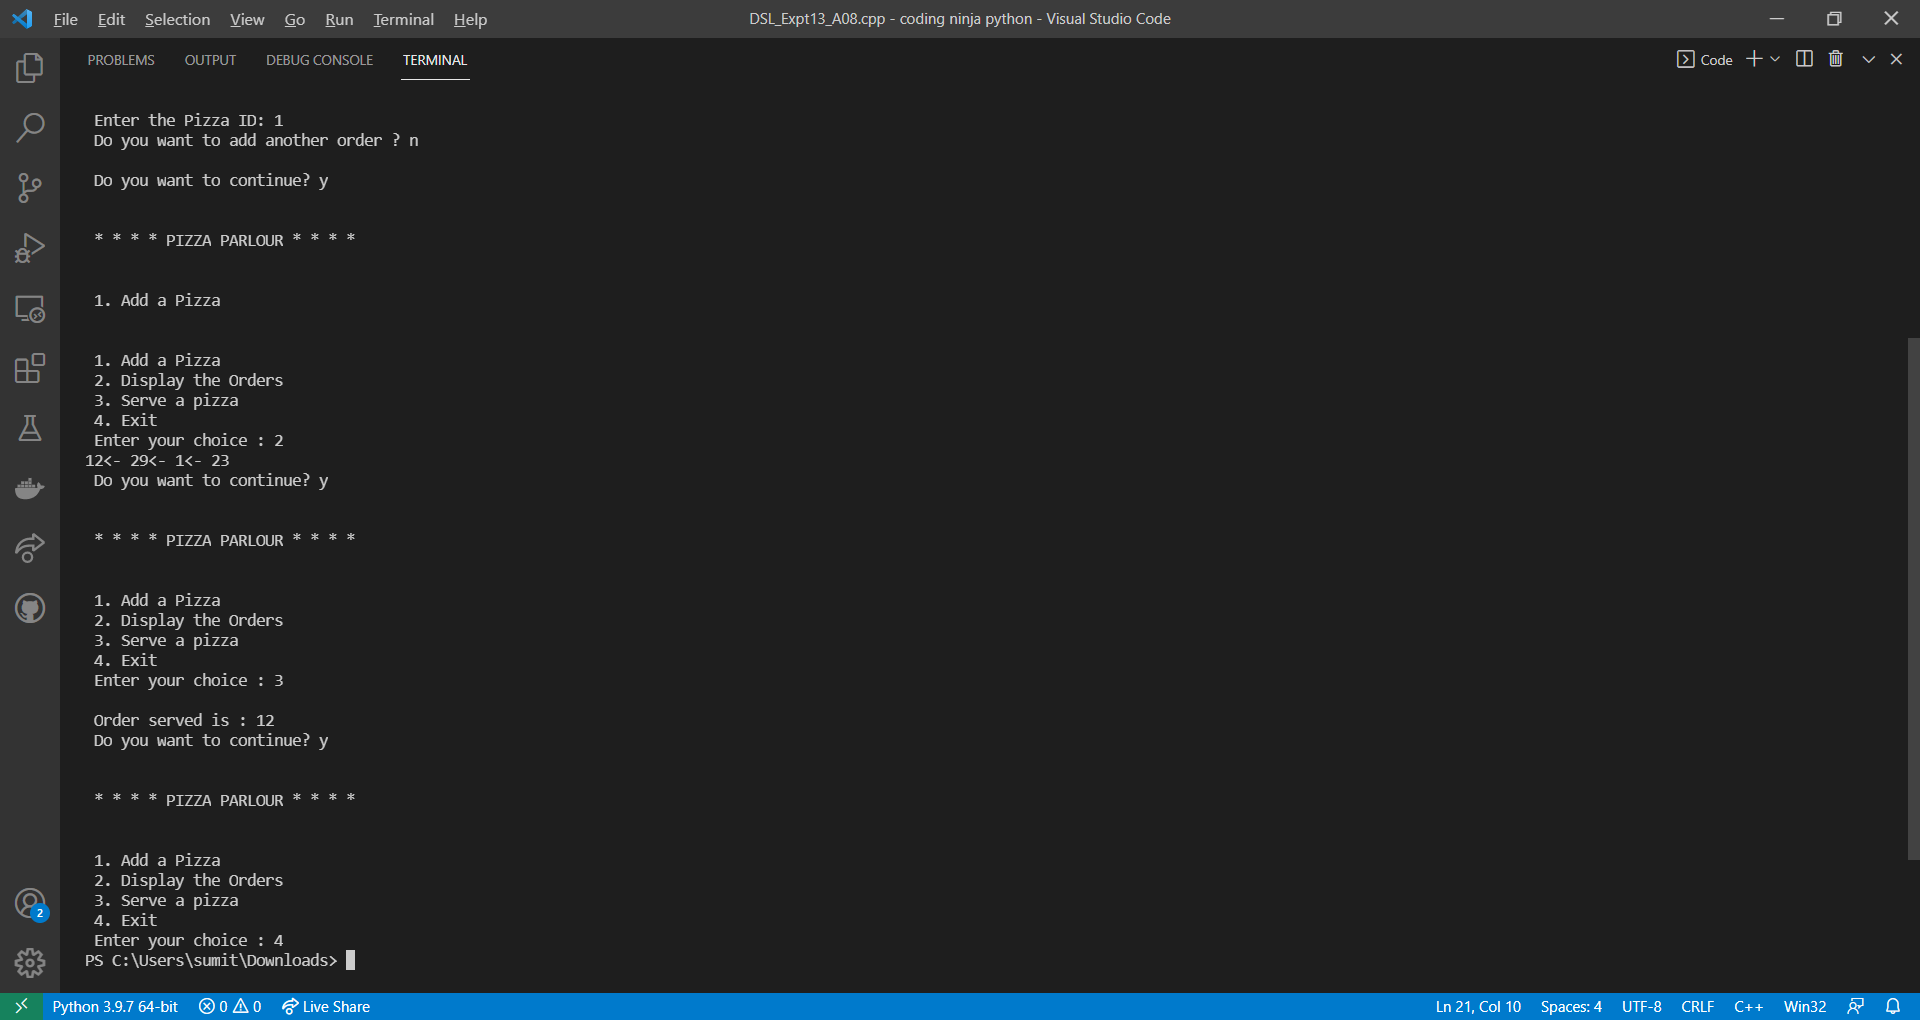 File Edit Selection View Go Run Terminal Help DSL_Expt13_A08.cpp - coding ninja python - Visual Studio Code
PROBLEMS OUTPUT DEBUG CONSOLE TERMINAL Code
Enter the Pizza ID: 1
Do you want to add another order ? n
Do you want to continue? y
* * * * PIZZA PARLOUR * * * *
1. Add a Pizza
1. Add a Pizza
2. Display the Orders
3. Serve a pizza
4. Exit
Enter your choice : 2
12<- 29<- 1<- 23
Do you want to continue? y
* * * * PIZZA PARLOUR * * * *
1. Add a Pizza
2. Display the Orders
3. Serve a pizza
4. Exit
Enter your choice : 3
Order served is : 12
Do you want to continue? y
* * * * PIZZA PARLOUR * * * *
1. Add a Pizza
2. Display the Orders
3. Serve a pizza
4. Exit
Enter your choice : 4
PS C:\Users\sumit\Downloads>
2
Python 3.9.7 64-bit 0 0 Live Share Ln 21, Col 10 Spaces: 4 UTF-8 CRLF C++ Win32